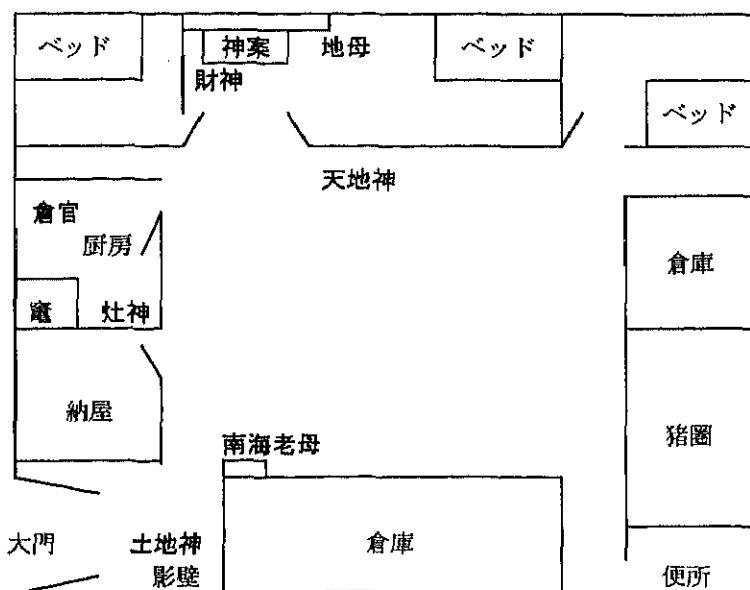 ベッド
神案
地母
ベッド
財神
ベッド
天地神
倉官
厨房
倉庫
竈
灶神
納屋
猪圏
南海老母
大門
土地神
倉庫
影壁
便所